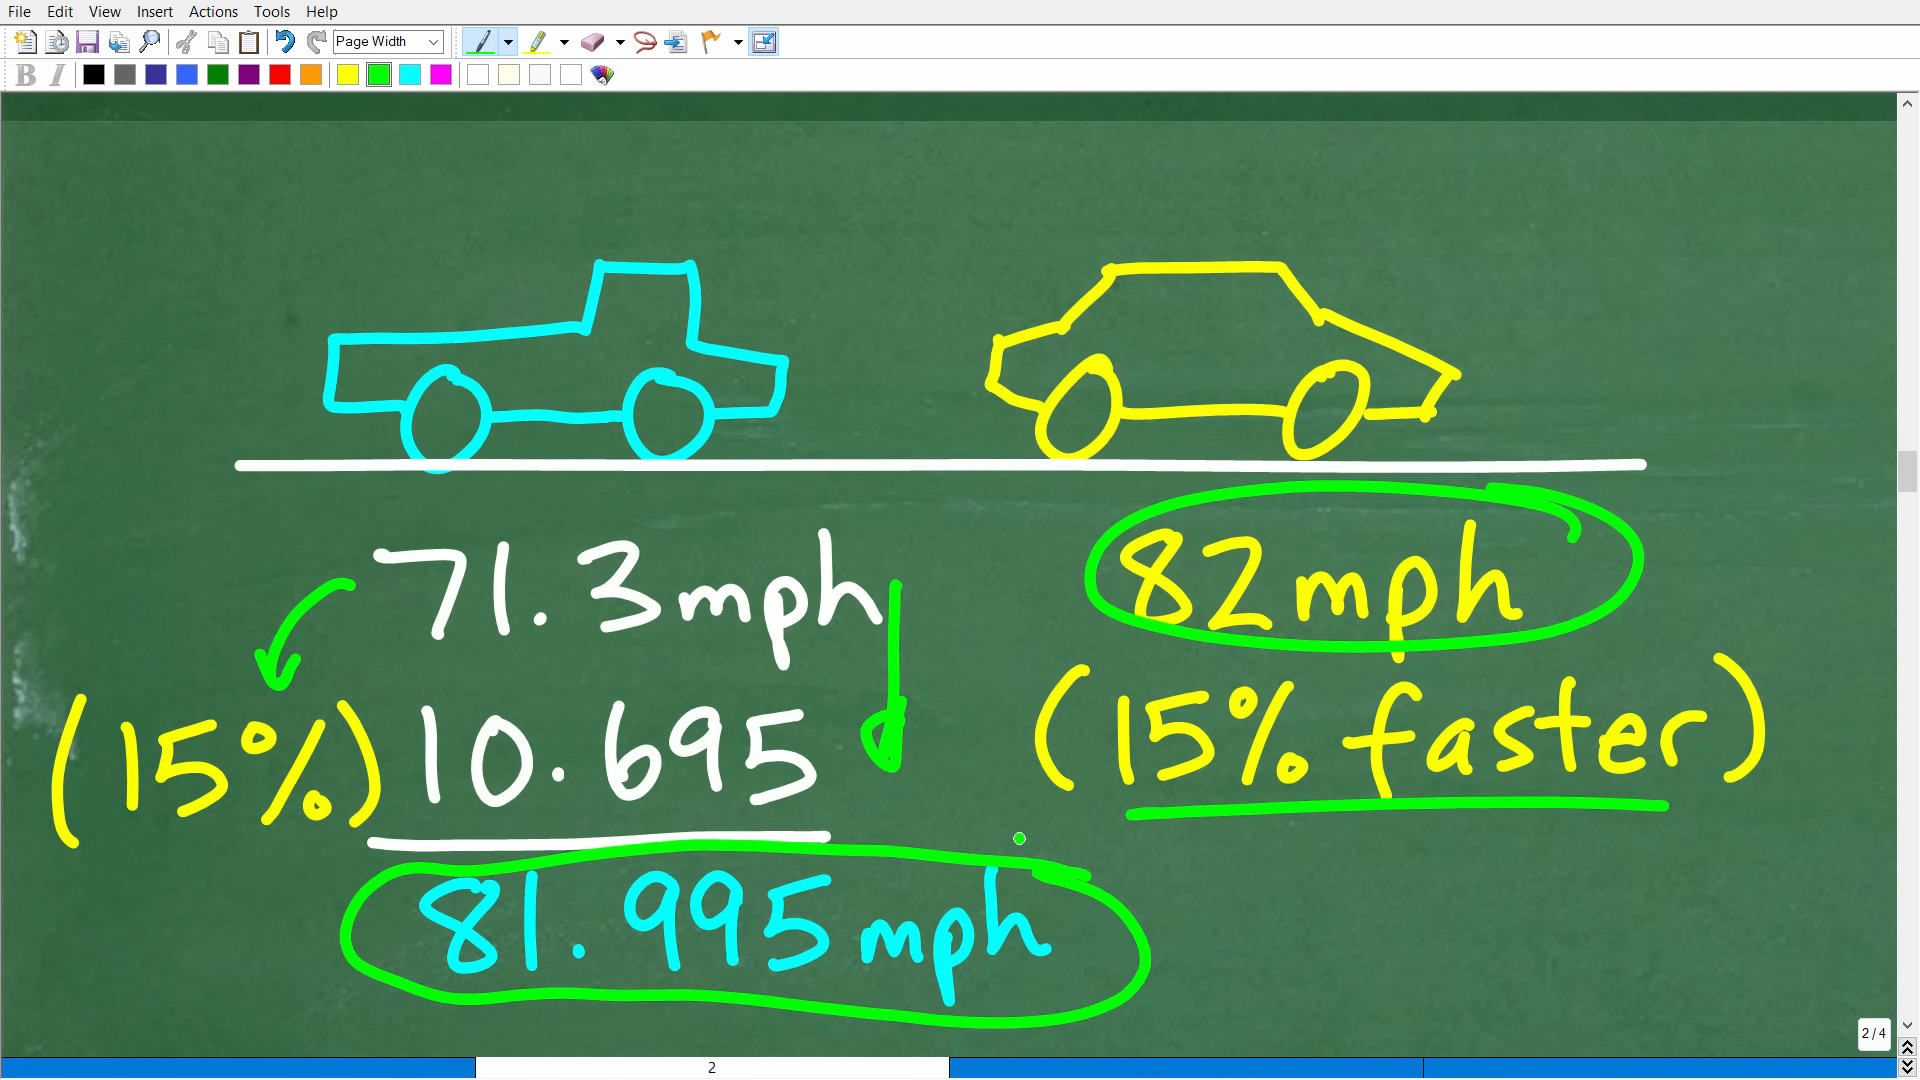 File Edit View Insert Actions Tools Help
Page Width
B I
71.3mph
82mph
(15%) 10.695
(15% faster)
81.995mph
2 / 4
2